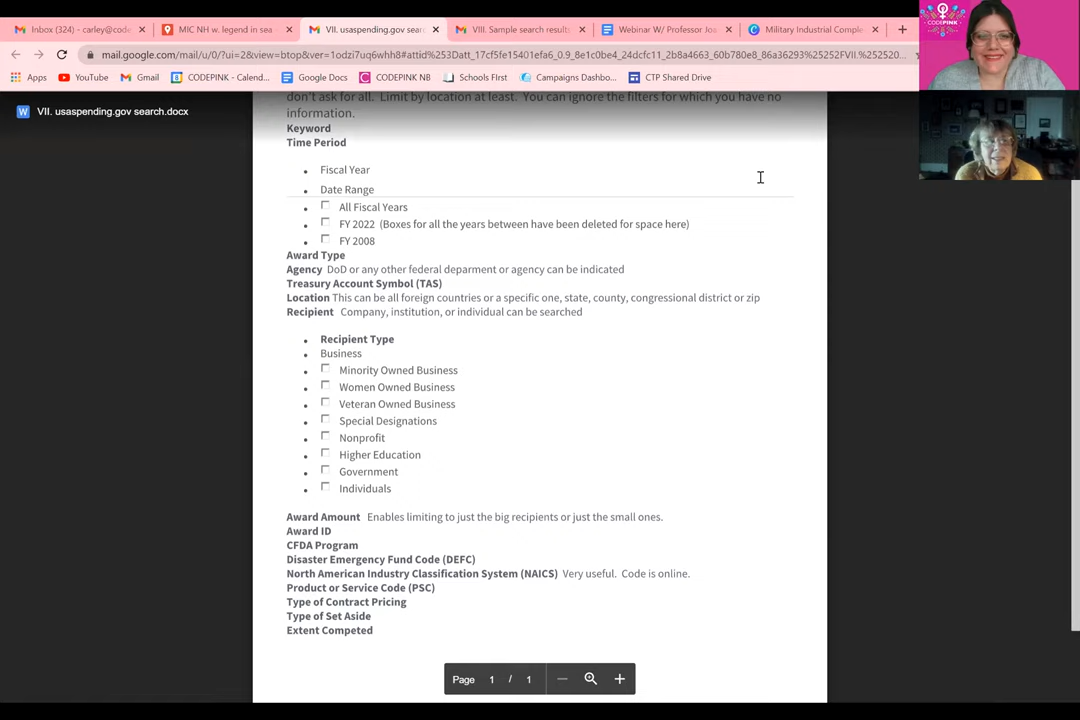 Inbox (324) - carley@codep
MIC NH w. legend in sea
VII. usaspending.gov sear
VIII. Sample search results
Webinar W/ Professor Joa
Military Industrial Comple
mail.google.com/mail/u/0/?ui=2&view=btop&ver=1odzi7uq6whh8#attid%253Datt_17cf5fe15401efa6_0.9_8e1c0be4_24dcfc11_2b8a4663_60b780e8_86a36293%25252FVII.%252520...
Apps
YouTube
Gmail
CODEPINK - Calend...
Google Docs
CODEPINK NB
Schools FIrst
Campaigns Dashbo...
CTP Shared Drive
CODEPINK
VII. usaspending.gov search.docx
don't ask for all. Limit by location at least. You can ignore the filters for which you have no
information.
Keyword
Time Period
Fiscal Year
Date Range
All Fiscal Years
FY 2022 (Boxes for all the years between have been deleted for space here)
FY 2008
Award Type
Agency DoD or any other federal deparment or agency can be indicated
Treasury Account Symbol (TAS)
Location This can be all foreign countries or a specific one, state, county, congressional district or zip
Recipient Company, institution, or individual can be searched
Recipient Type
Business
Minority Owned Business
Women Owned Business
Veteran Owned Business
Special Designations
Nonprofit
Higher Education
Government
Individuals
Award Amount Enables limiting to just the big recipients or just the small ones.
Award ID
CFDA Program
Disaster Emergency Fund Code (DEFC)
North American Industry Classification System (NAICS) Very useful. Code is online.
Product or Service Code (PSC)
Type of Contract Pricing
Type of Set Aside
Extent Competed
Page 1 / 1